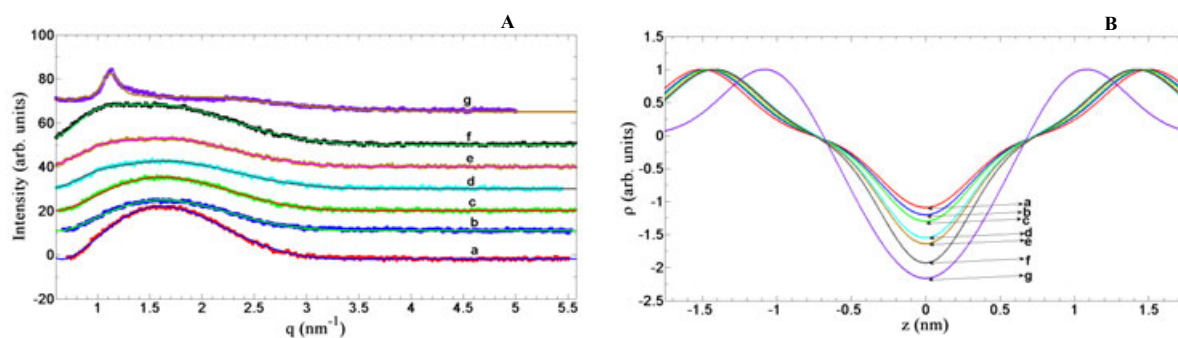 A
Intensity (arb. units)
100
80
60
40
20
0
-20
g
f
e
d
c
b
a
1
1.5
2
2.5
3
3.5
4
4.5
5
5.5
q (nm⁻¹)
B
ρ (arb. units)
1.5
1
0.5
0
-0.5
-1
-1.5
-2
-2.5
a
b
c
d
e
f
g
-1.5
-1
-0.5
0
0.5
1
1.5
z (nm)